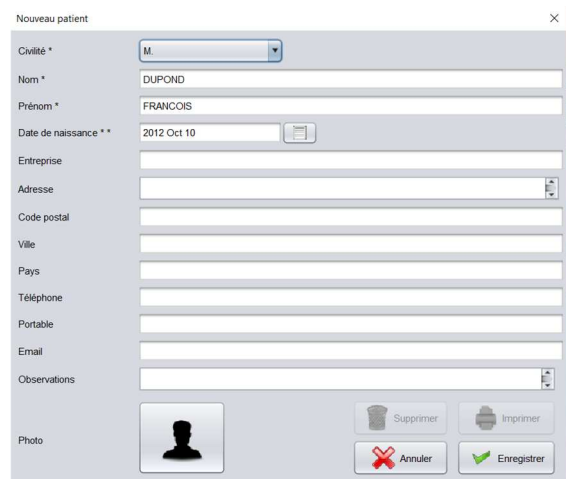 Nouveau patient
Civilité * M.
Nom * DUPOND
Prénom * FRANCOIS
Date de naissance * * 2012 Oct 10
Entreprise
Adresse
Code postal
Ville
Pays
Téléphone
Portable
Email
Observations
Supprimer Imprimer
Photo
Annuler Enregistrer